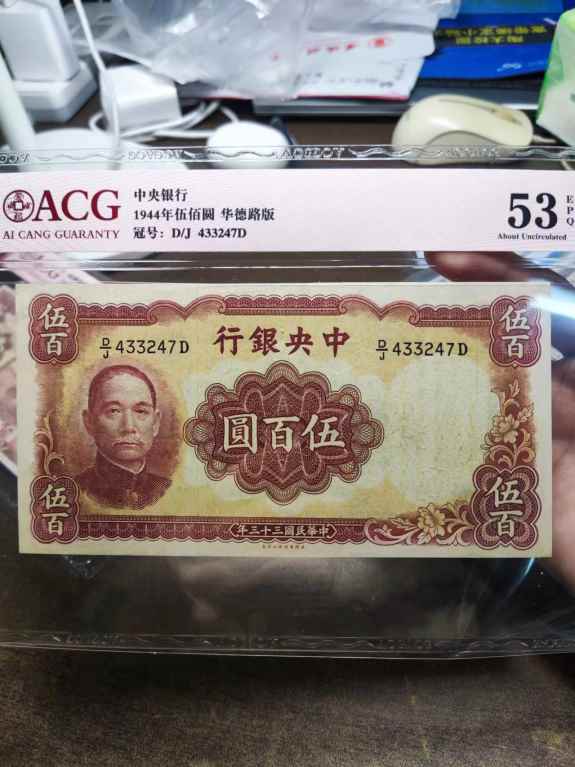 ACG
AI CANG GUARANTY
中央银行
1944年伍佰圆 华德路版
冠号: D/J 433247D
53
EPQ
About Uncirculated
伍百
伍百
行銀央中
D/J 433247D
D/J 433247D
圓百伍
伍百
伍百
年三十三國民華中